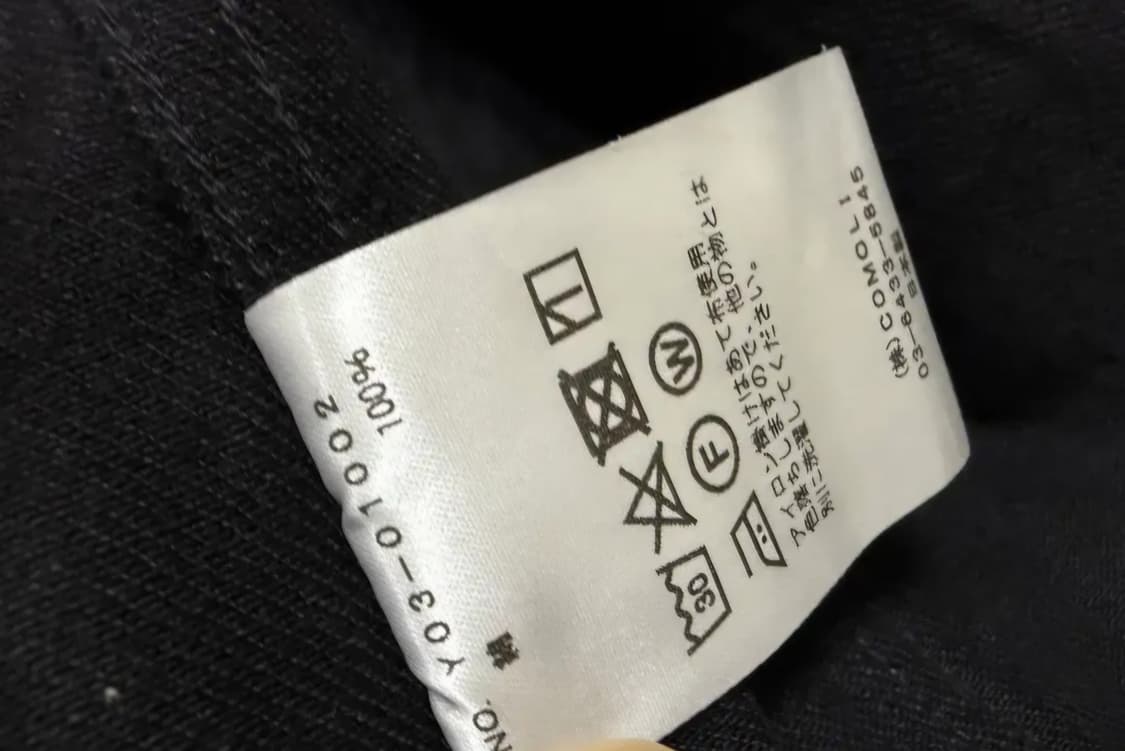 NO. Y03-01002
綿 100%
30
F W
アイロン掛けはあて布使用
色落ちしますので、他の物とは
別に洗濯してください。
(株)COMOLI
03-6433-5845
日本製